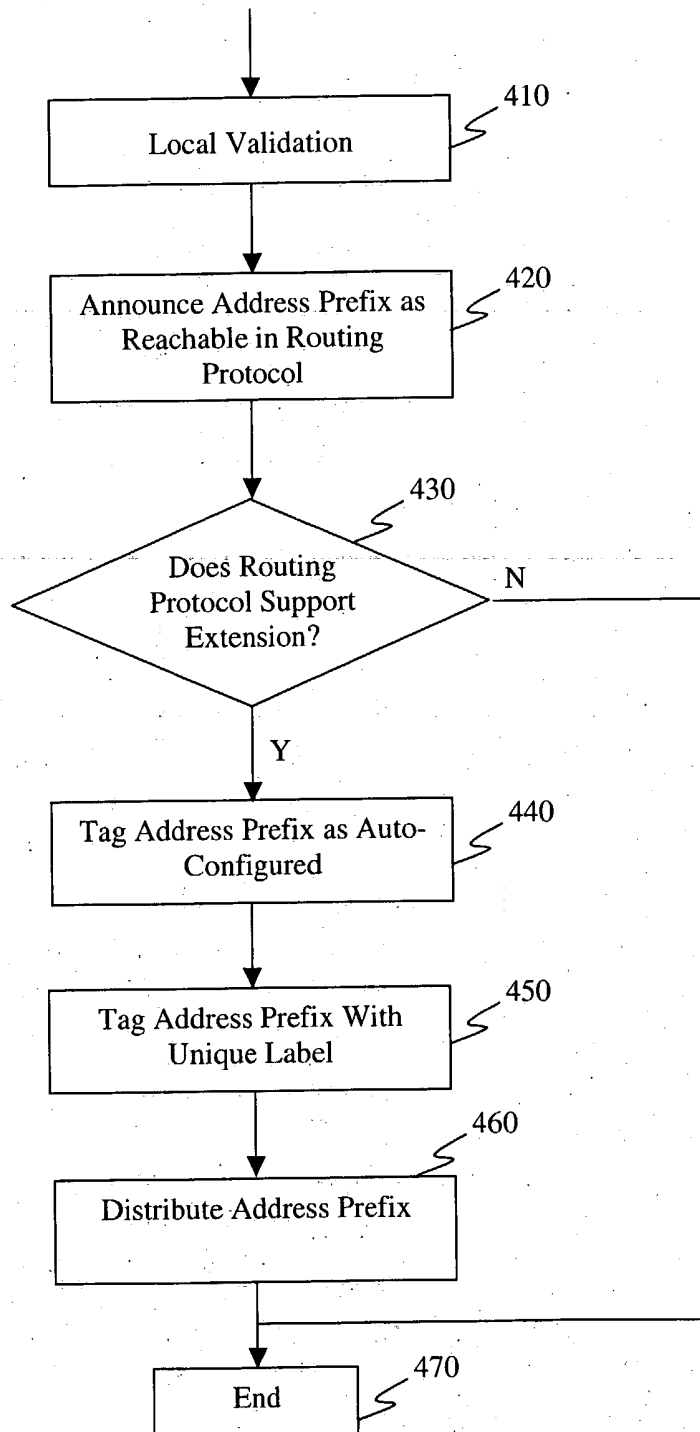 410
Local Validation
420
Announce Address Prefix as
Reachable in Routing
Protocol
430
Does Routing
Protocol Support
Extension?
N
Y
440
Tag Address Prefix as Auto-
Configured
450
Tag Address Prefix With
Unique Label
460
Distribute Address Prefix
470
End